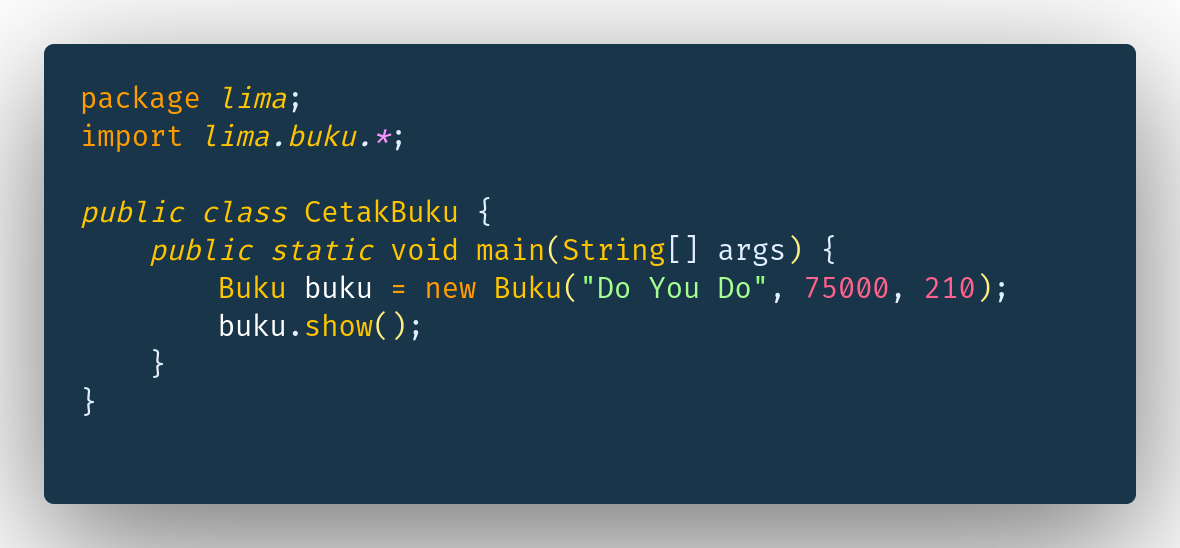 package lima;
import lima.buku.*;

public class CetakBuku {
    public static void main(String[] args) {
        Buku buku = new Buku("Do You Do", 75000, 210);
        buku.show();
    }
}